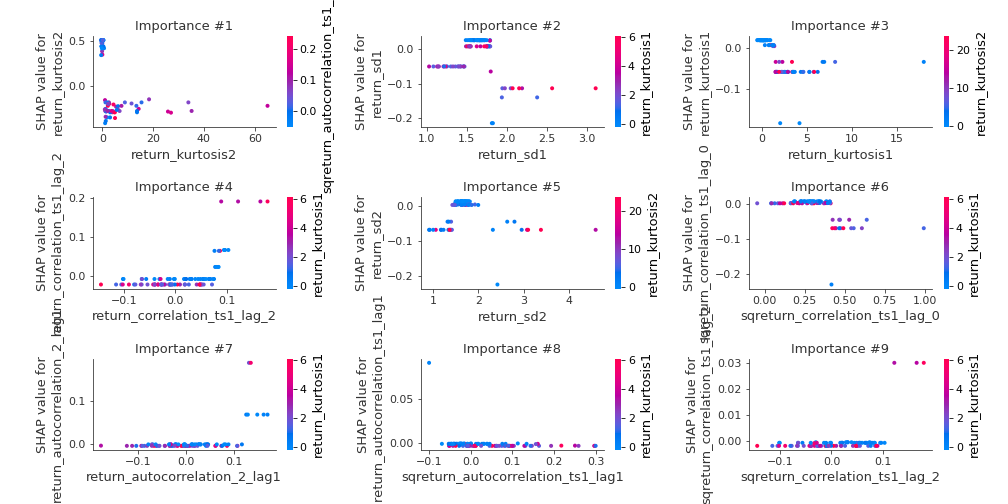 Importance #1
SHAP value for
return_kurtosis2
0.5
0.0
0 20 40 60
return_kurtosis2
0.2
0.1
0.0
Importance #2
SHAP value for
return_sd1
0.0
−0.1
−0.2
1.0 1.5 2.0 2.5 3.0
return_sd1
6
4
2
0
return_kurtosis1
Importance #3
SHAP value for
return_kurtosis1
0.0
−0.1
0 5 10 15
return_kurtosis1
20
10
0
return_kurtosis2
Importance #4
SHAP value for
return_correlation_ts1_lag_2
0.2
0.1
0.0
−0.1 0.0 0.1
return_correlation_ts1_lag_2
6
4
2
0
return_kurtosis1
Importance #5
SHAP value for
return_sd2
0.0
−0.1
−0.2
1 2 3 4
return_sd2
20
10
0
return_kurtosis2
Importance #6
SHAP value for
sqreturn_correlation_ts1_lag_0
0.0
−0.1
−0.2
0.00 0.25 0.50 0.75 1.00
sqreturn_correlation_ts1_lag_0
6
4
2
0
return_kurtosis1
Importance #7
SHAP value for
return_autocorrelation_2_lag1
0.1
0.0
−0.1 0.0 0.1
return_autocorrelation_2_lag1
6
4
2
0
return_kurtosis1
Importance #8
SHAP value for
return_autocorrelation_ts1_lag1
0.05
0.00
−0.1 0.0 0.1 0.2 0.3
sqreturn_autocorrelation_ts1_lag1
6
4
2
0
return_kurtosis1
Importance #9
SHAP value for
sqreturn_correlation_ts1_lag_2
0.03
0.02
0.01
0.00
−0.1 0.0 0.1
sqreturn_correlation_ts1_lag_2
6
4
2
0
return_kurtosis1